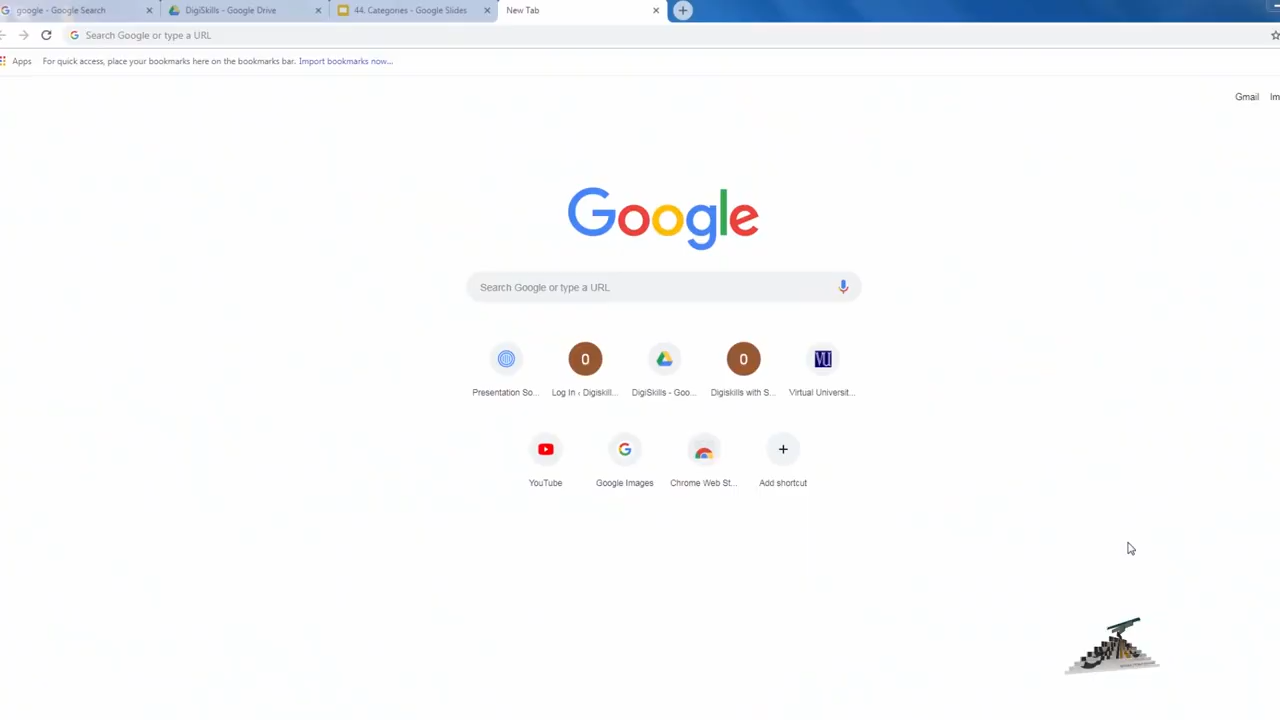 google - Google Search
DigiSkills - Google Drive
44. Categories - Google Slides
New Tab
Search Google or type a URL
Apps
For quick access, place your bookmarks here on the bookmarks bar. Import bookmarks now...
Gmail
Im
Google
Search Google or type a URL
0
0
VU
Presentation So...
Log In ‹ Digiskill...
DigiSkills - Goo...
Digiskills with S...
Virtual Universit...
YouTube
Google Images
Chrome Web St...
Add shortcut